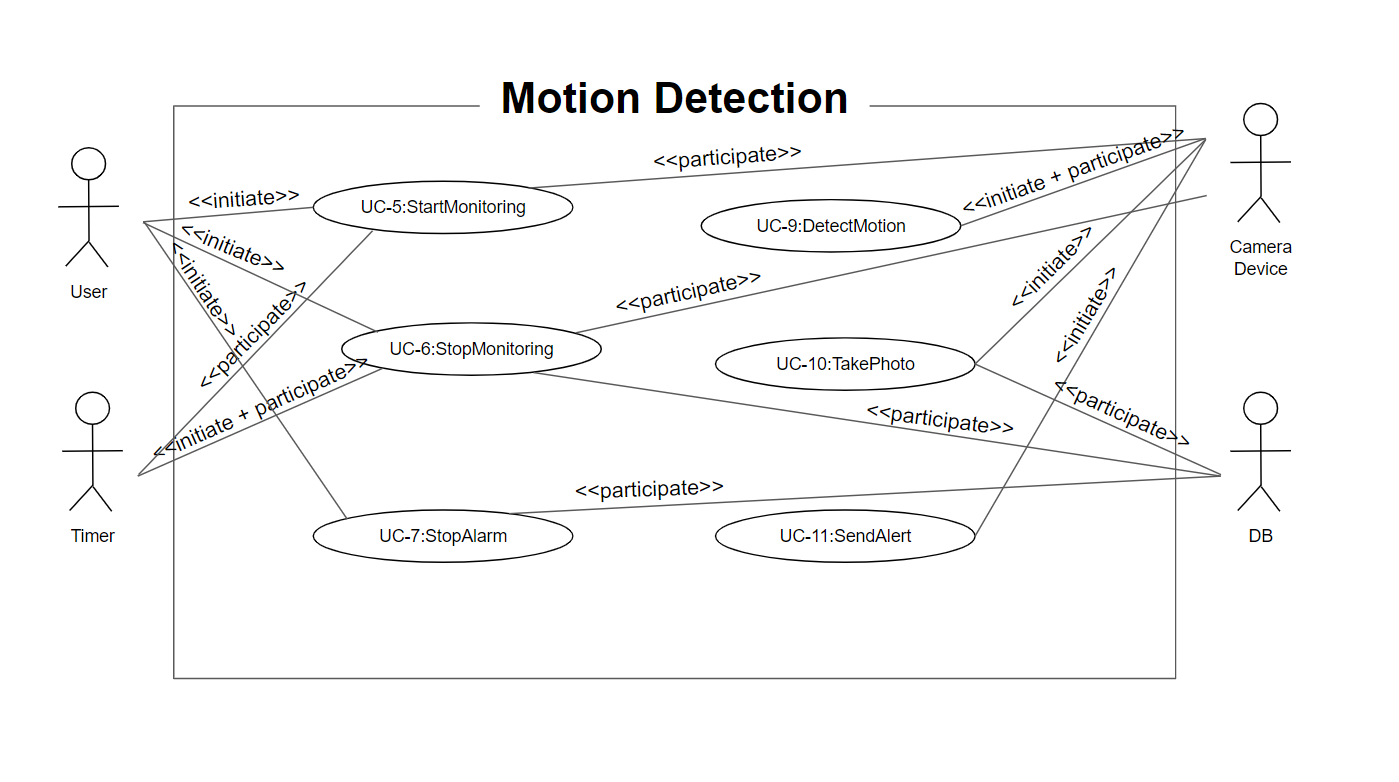 Motion Detection
<<participate>>
<<initiate + participate>>
<<initiate>>
UC-5:StartMonitoring
UC-9:DetectMotion
<<initiate>>
<<initiate>>
<<participate>>
Camera
Device
User
<<participate>>
<<initiate>>
<<initiate>>
UC-6:StopMonitoring
UC-10:TakePhoto
<<initiate + participate>>
<<participate>>
<<participate>>
<<participate>>
Timer
UC-7:StopAlarm
UC-11:SendAlert
DB